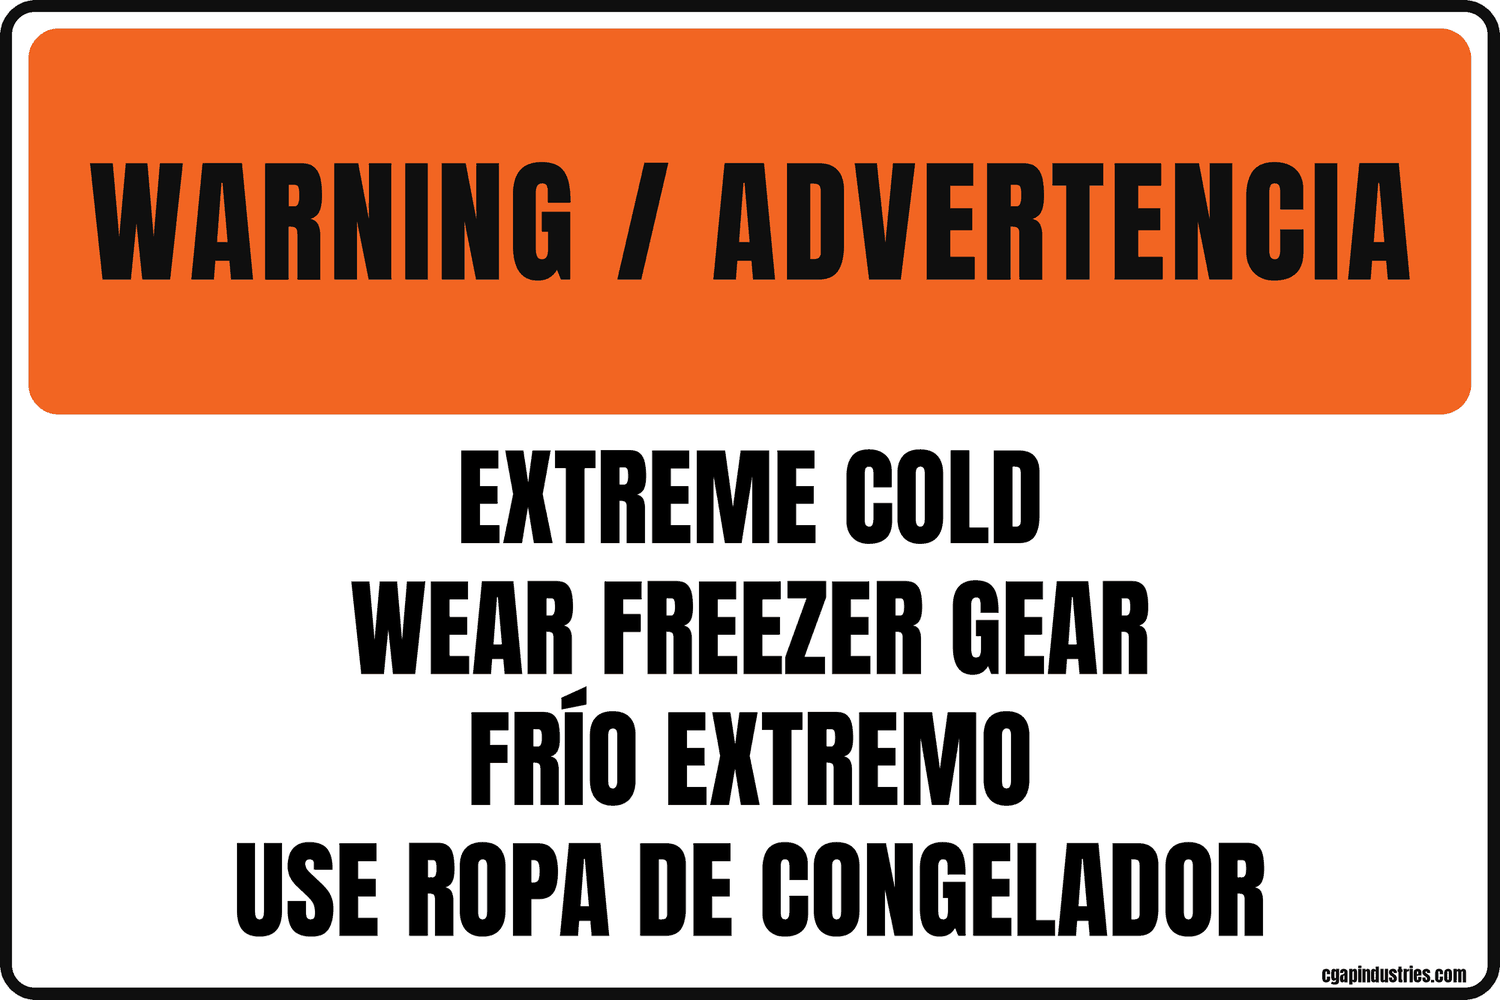 WARNING / ADVERTENCIA
EXTREME COLD
WEAR FREEZER GEAR
FRÍO EXTREMO
USE ROPA DE CONGELADOR
cgapindustries.com